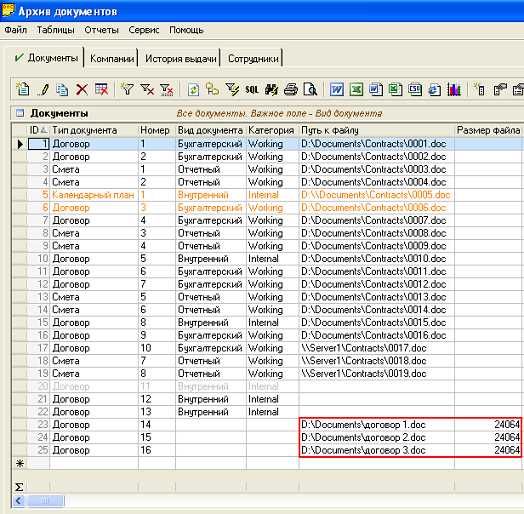 Архив документов
Файл Таблицы Отчеты Сервис Помощь
Документы Компании История выдачи Сотрудники
SQL
Документы Все документы. Важное поле - Вид документа
ID Тип документа Номер Вид документа Категория Путь к файлу Размер файла
1 Договор 1 Бухгалтерский Working D:\Documents\Contracts\0001.doc
2 Договор 2 Бухгалтерский Working D:\Documents\Contracts\0002.doc
3 Смета 1 Отчетный Working D:\Documents\Contracts\0003.doc
4 Смета 2 Отчетный Working D:\Documents\Contracts\0004.doc
5 Календарный план 1 Внутренний Internal D:\\Documents\Contracts\0005.doc
6 Договор 3 Бухгалтерский Working D:\Documents\Contracts\0006.doc
7 Договор 4 Бухгалтерский Working D:\Documents\Contracts\0007.doc
8 Смета 3 Отчетный Working D:\Documents\Contracts\0008.doc
9 Смета 4 Отчетный Working D:\Documents\Contracts\0009.doc
10 Договор 5 Внутренний Internal D:\Documents\Contracts\0010.doc
11 Договор 6 Бухгалтерский Working D:\Documents\Contracts\0011.doc
12 Договор 7 Бухгалтерский Working D:\Documents\Contracts\0012.doc
13 Смета 5 Отчетный Working D:\Documents\Contracts\0013.doc
14 Смета 6 Отчетный Working D:\Documents\Contracts\0014.doc
15 Договор 8 Внутренний Internal D:\Documents\Contracts\0015.doc
16 Договор 9 Бухгалтерский Working D:\Documents\Contracts\0016.doc
17 Договор 10 Бухгалтерский Working \\Server1\Contracts\0017.doc
18 Смета 7 Отчетный Working \\Server1\Contracts\0018.doc
19 Смета 8 Отчетный Working \\Server1\Contracts\0019.doc
20 Договор 11 Внутренний Internal
21 Договор 12 Внутренний Internal
22 Договор 13 Внутренний Internal
23 Договор 14 D:\Documents\договор 1.doc 24064
24 Договор 15 D:\Documents\договор 2.doc 24064
25 Договор 16 D:\Documents\договор 3.doc 24064
Σ